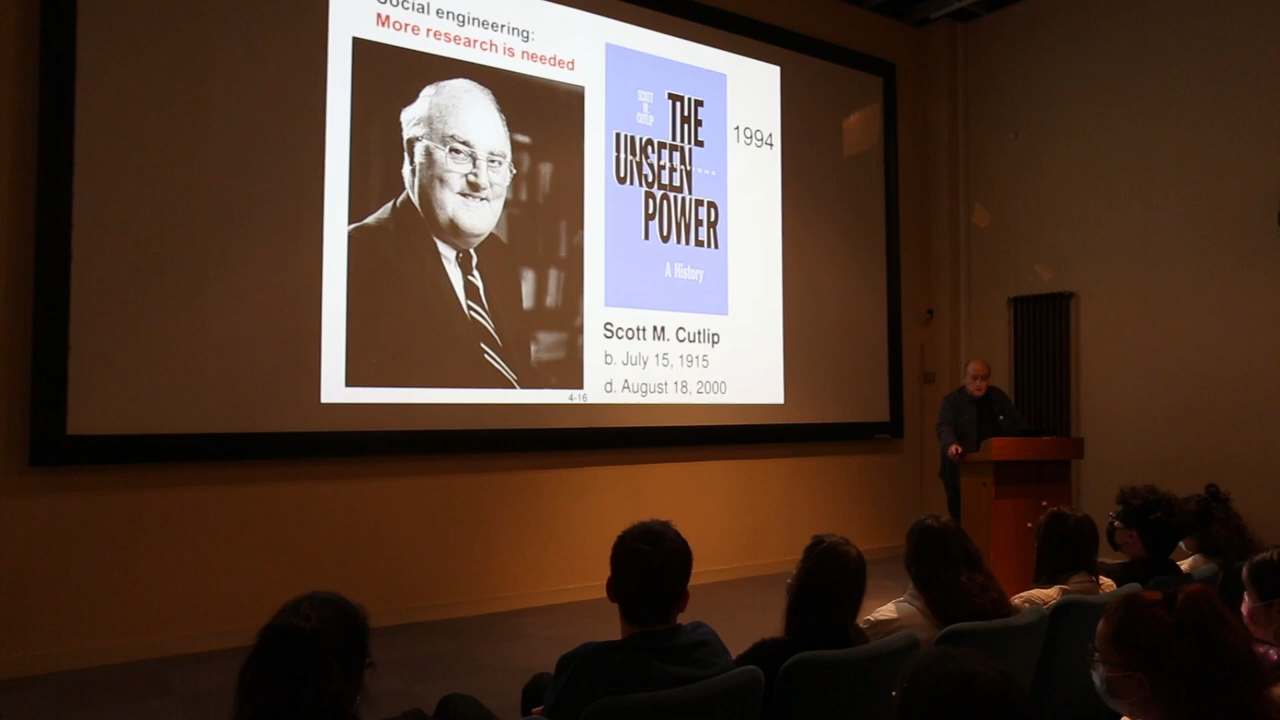 Social engineering:
More research is needed
SCOTT
M.
CUTLIP
THE
UNSEEN
POWER
A History
1994
Scott M. Cutlip
b. July 15, 1915
d. August 18, 2000
4-16